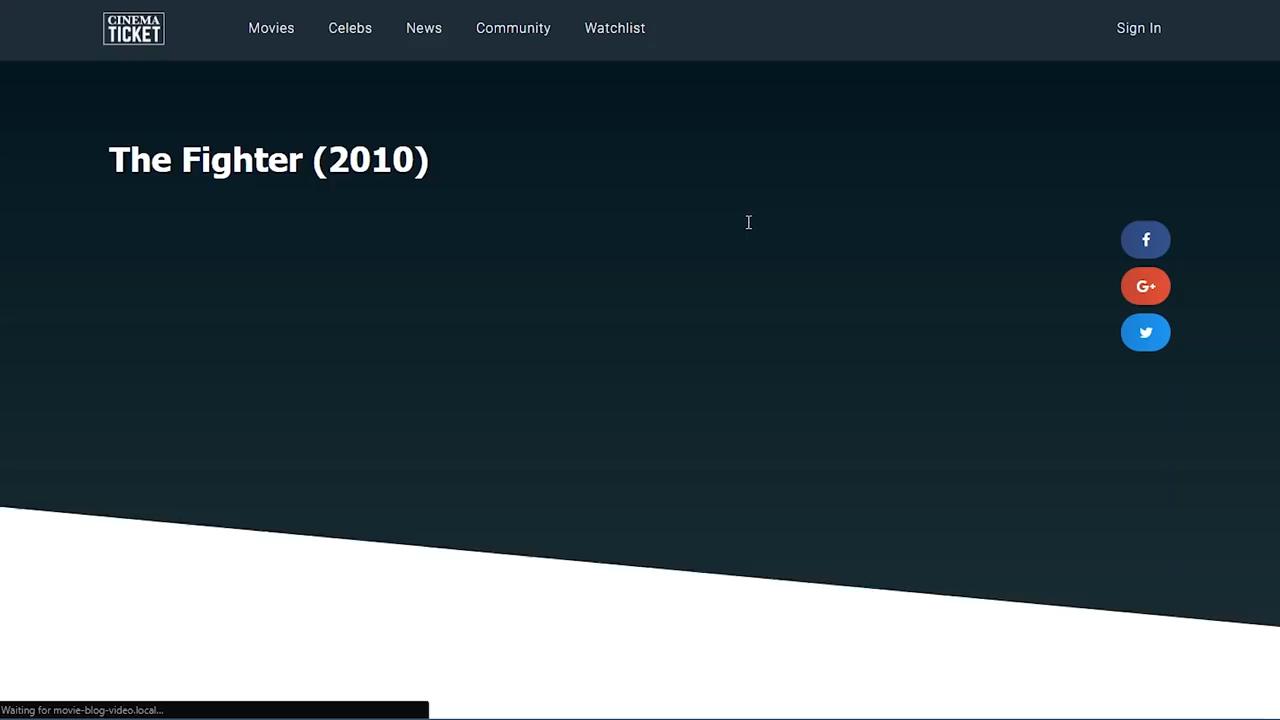 CINEMA
TICKET
Movies
Celebs
News
Community
Watchlist
Sign In
The Fighter (2010)
f
G+
Waiting for movie-blog-video.local...